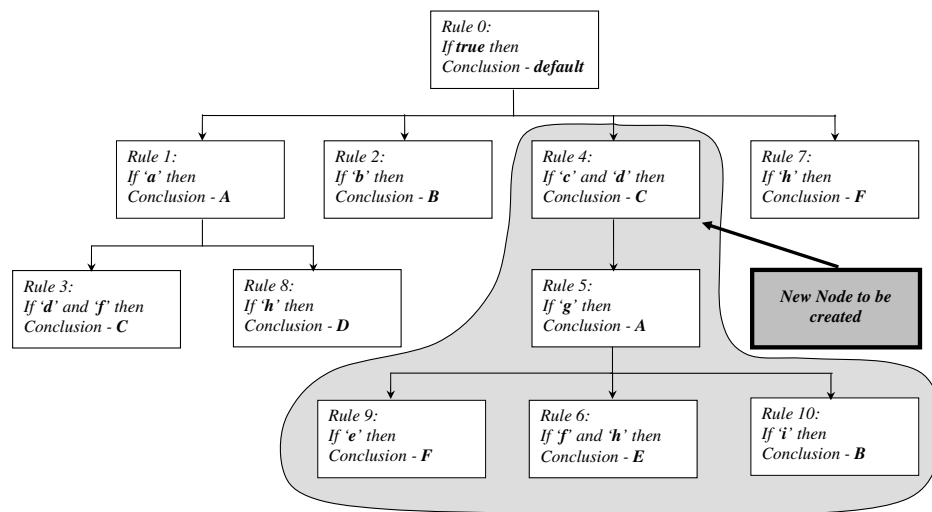 Rule 0:
If true then
Conclusion - default
Rule 1:
If ‘a’ then
Conclusion - A
Rule 2:
If ‘b’ then
Conclusion - B
Rule 4:
If ‘c’ and ‘d’ then
Conclusion - C
Rule 7:
If ‘h’ then
Conclusion - F
Rule 3:
If ‘d’ and ‘f’ then
Conclusion - C
Rule 8:
If ‘h’ then
Conclusion - D
Rule 5:
If ‘g’ then
Conclusion - A
New Node to be
created
Rule 9:
If ‘e’ then
Conclusion - F
Rule 6:
If ‘f’ and ‘h’ then
Conclusion - E
Rule 10:
If ‘i’ then
Conclusion - B